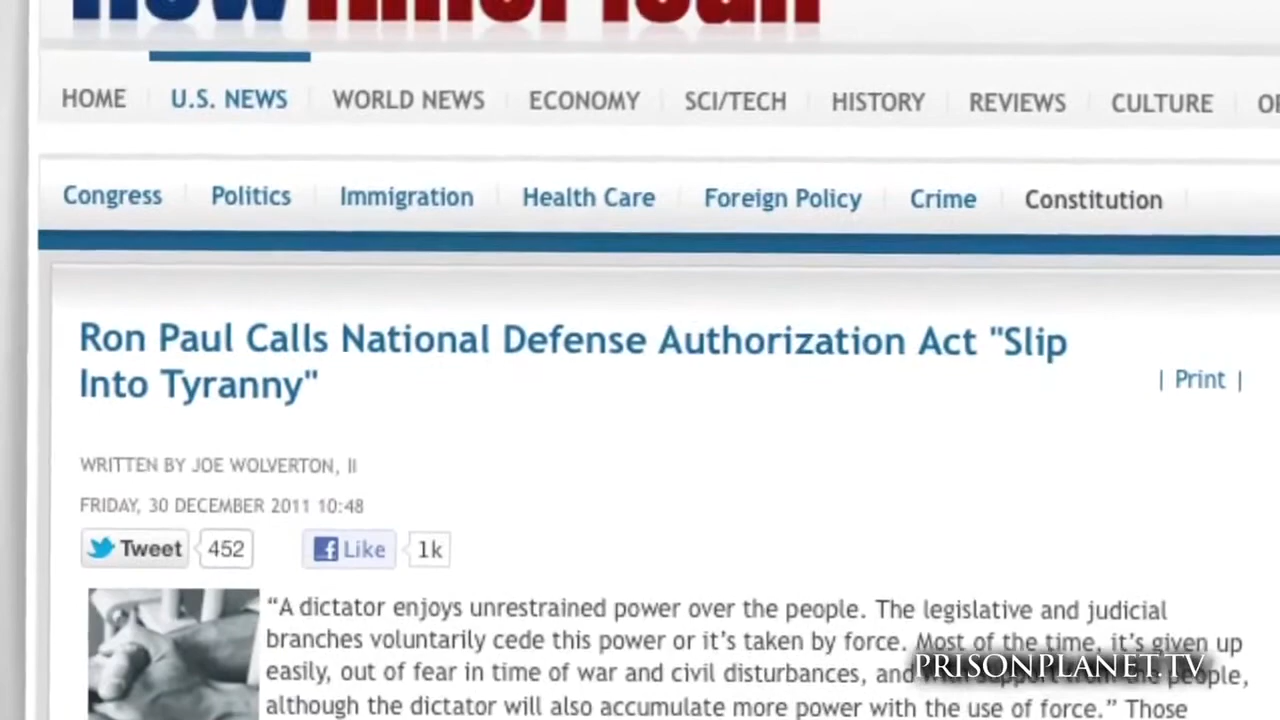 HOME U.S. NEWS WORLD NEWS ECONOMY SCI/TECH HISTORY REVIEWS CULTURE
Congress Politics Immigration Health Care Foreign Policy Crime Constitution
Ron Paul Calls National Defense Authorization Act "Slip
Into Tyranny"
| Print |
WRITTEN BY JOE WOLVERTON, II
FRIDAY, 30 DECEMBER 2011 10:48
Tweet 452 Like 1k
“A dictator enjoys unrestrained power over the people. The legislative and judicial
branches voluntarily cede this power or it’s taken by force. Most of the time, it’s given up
easily, out of fear in time of war and civil disturbances, and with support from the people,
although the dictator will also accumulate more power with the use of force.” Those
PRISONPLANET.TV